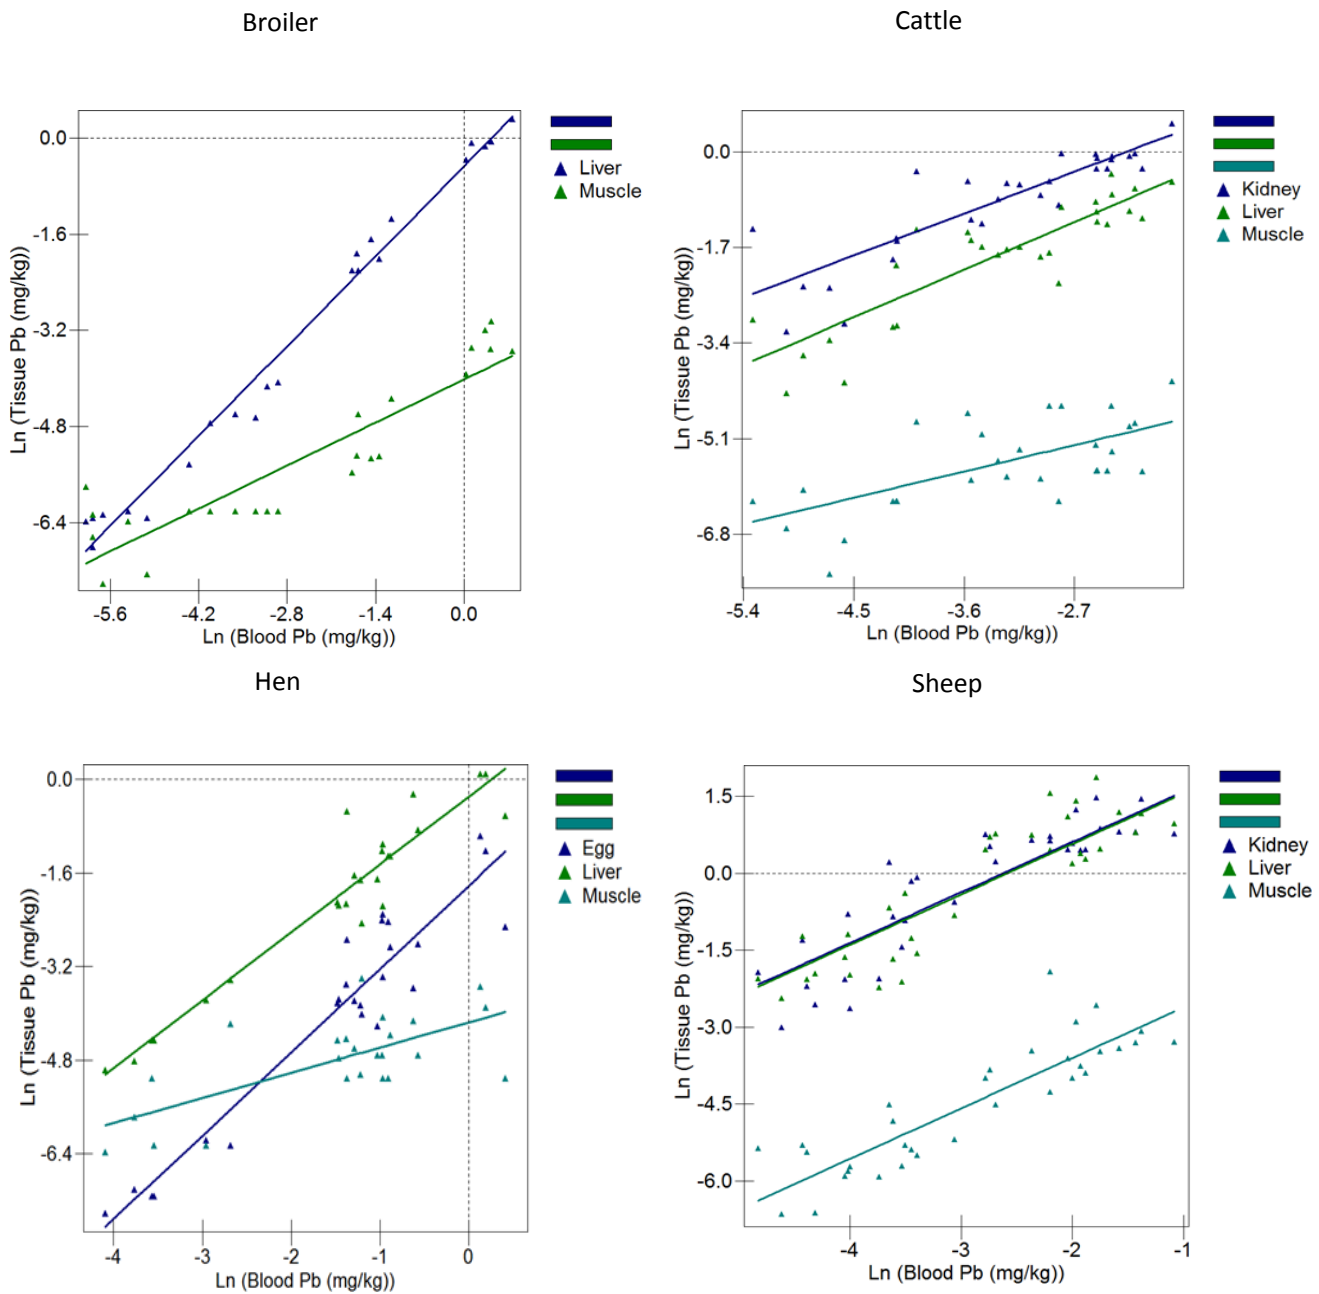 Broiler
Cattle
0.0
-1.6
-3.2
-4.8
-6.4
Ln (Tissue Pb (mg/kg))
-5.6 -4.2 -2.8 -1.4 0.0
Ln (Blood Pb (mg/kg))
Liver
Muscle
0.0
-1.7
-3.4
-5.1
-6.8
Ln (Tissue Pb (mg/kg))
-5.4 -4.5 -3.6 -2.7
Ln (Blood Pb (mg/kg))
Kidney
Liver
Muscle
Hen
Sheep
0.0
-1.6
-3.2
-4.8
-6.4
Ln (Tissue Pb (mg/kg))
-4 -3 -2 -1 0
Ln (Blood Pb (mg/kg))
Egg
Liver
Muscle
1.5
0.0
-1.5
-3.0
-4.5
-6.0
Ln (Tissue Pb (mg/kg))
-4 -3 -2 -1
Ln (Blood Pb (mg/kg))
Kidney
Liver
Muscle